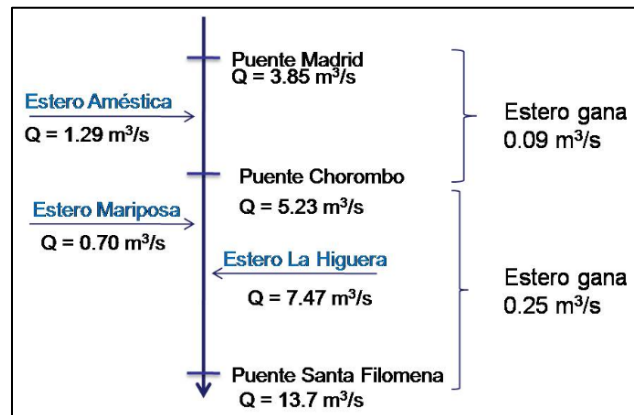 Puente Madrid
Q = 3.85 m³/s
Estero Améstica
Q = 1.29 m³/s
Estero gana
0.09 m³/s
Puente Chorombo
Q = 5.23 m³/s
Estero Mariposa
Q = 0.70 m³/s
Estero La Higuera
Q = 7.47 m³/s
Estero gana
0.25 m³/s
Puente Santa Filomena
Q = 13.7 m³/s